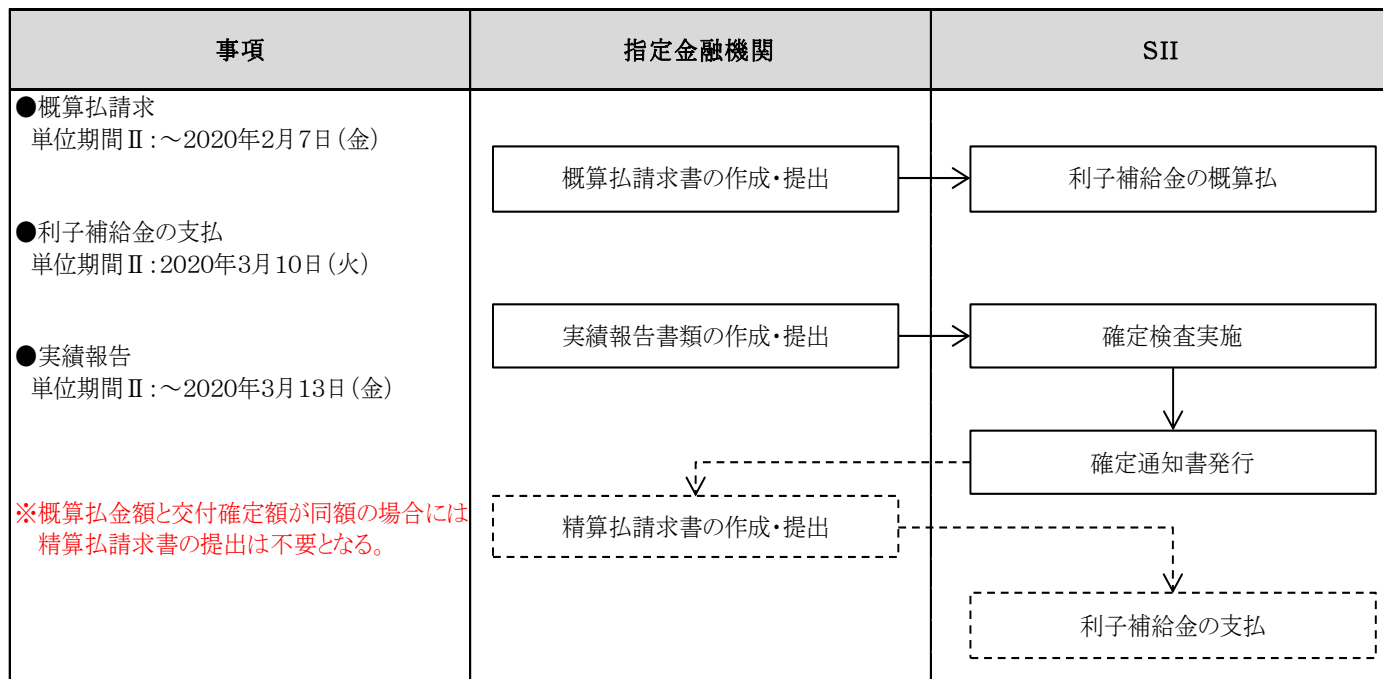 事項
指定金融機関
SII
●概算払請求
単位期間Ⅱ:~2020年2月7日(金)
概算払請求書の作成・提出
利子補給金の概算払
●利子補給金の支払
単位期間Ⅱ:2020年3月10日(火)
実績報告書類の作成・提出
確定検査実施
●実績報告
単位期間Ⅱ:~2020年3月13日(金)
確定通知書発行
※概算払金額と交付確定額が同額の場合には
精算払請求書の提出は不要となる。
精算払請求書の作成・提出
利子補給金の支払